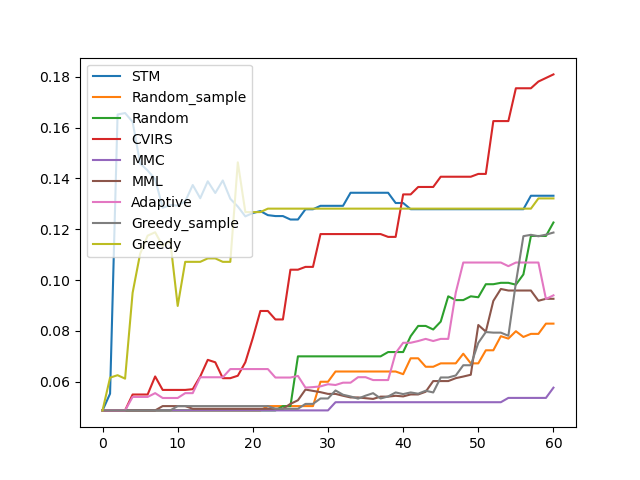 0.18
0.16
0.14
0.12
0.10
0.08
0.06
STM
Random_sample
Random
CVIRS
MMC
MML
Adaptive
Greedy_sample
Greedy
0 10 20 30 40 50 60